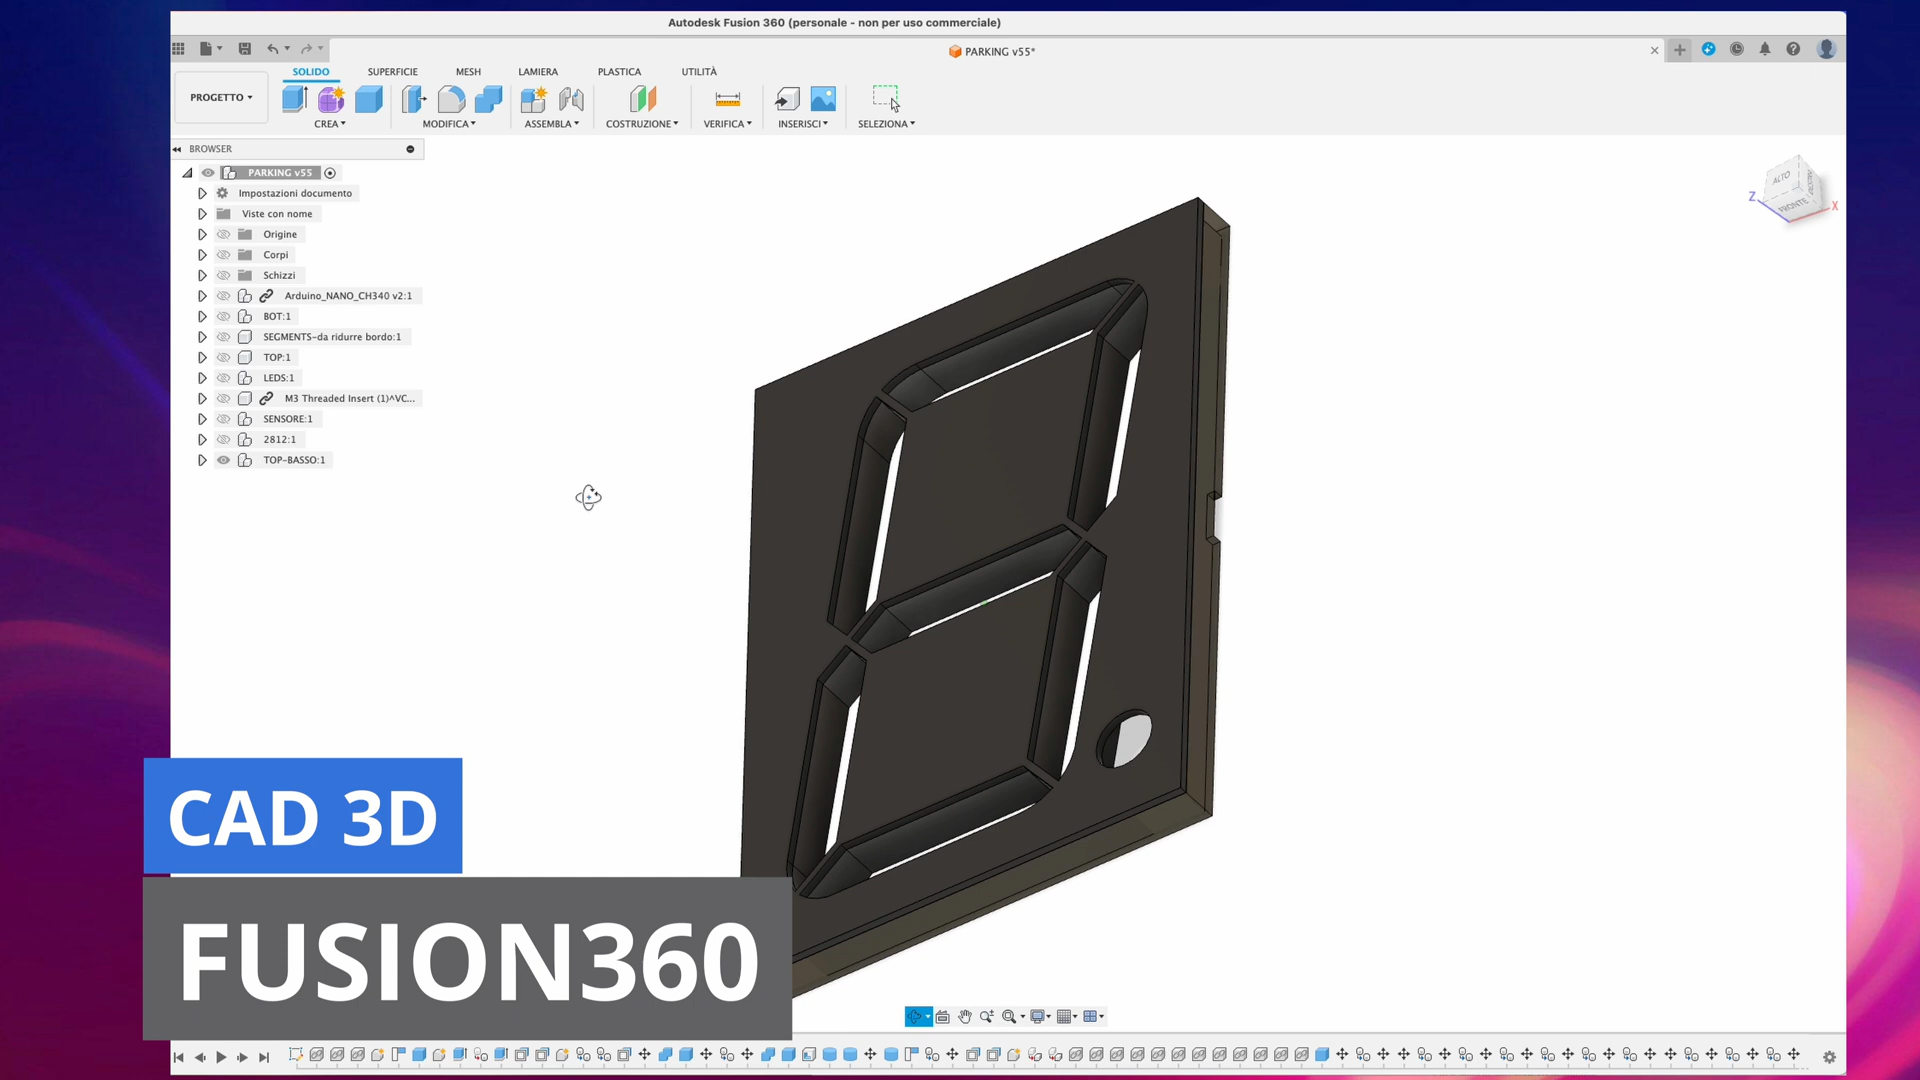 Autodesk Fusion 360 (personale - non per uso commerciale)
PARKING v55*
SOLIDO SUPERFICIE MESH LAMIERA PLASTICA UTILITÀ
PROGETTO
CREA MODIFICA ASSEMBLA COSTRUZIONE VERIFICA INSERISCI SELEZIONA
BROWSER
PARKING v55
Impostazioni documento
Viste con nome
Origine
Corpi
Schizzi
Arduino_NANO_CH340 v2:1
BOT:1
SEGMENTS-da ridurre bordo:1
TOP:1
LEDS:1
M3 Threaded Insert (1)^VC...
SENSORE:1
2812:1
TOP-BASSO:1
ALTO
FRONTE
Z
X
CAD 3D
FUSION360